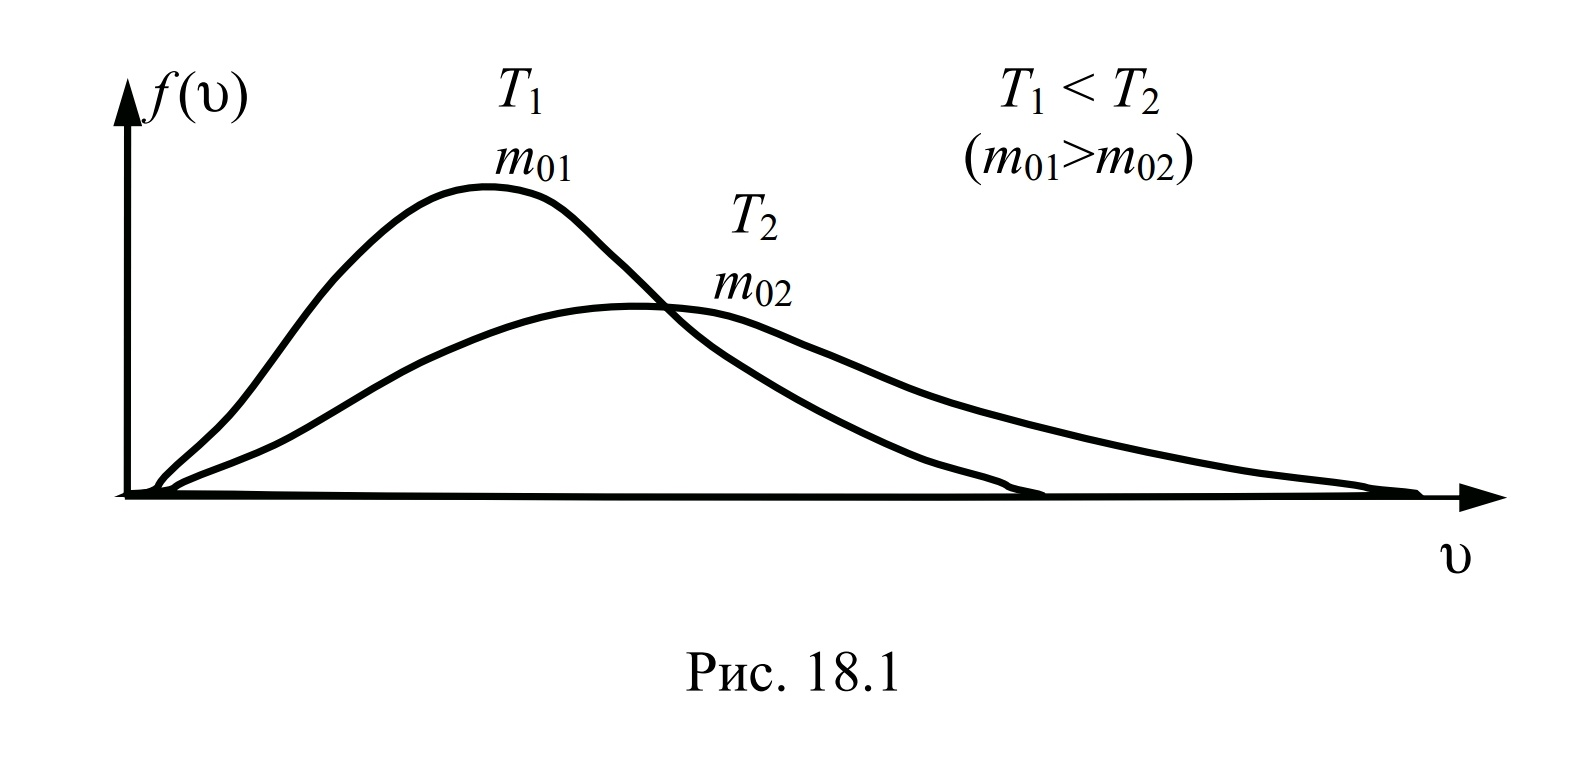 f(υ)
T₁
m₀₁
T₁ < T₂
(m₀₁>m₀₂)
T₂
m₀₂
υ
Рис. 18.1